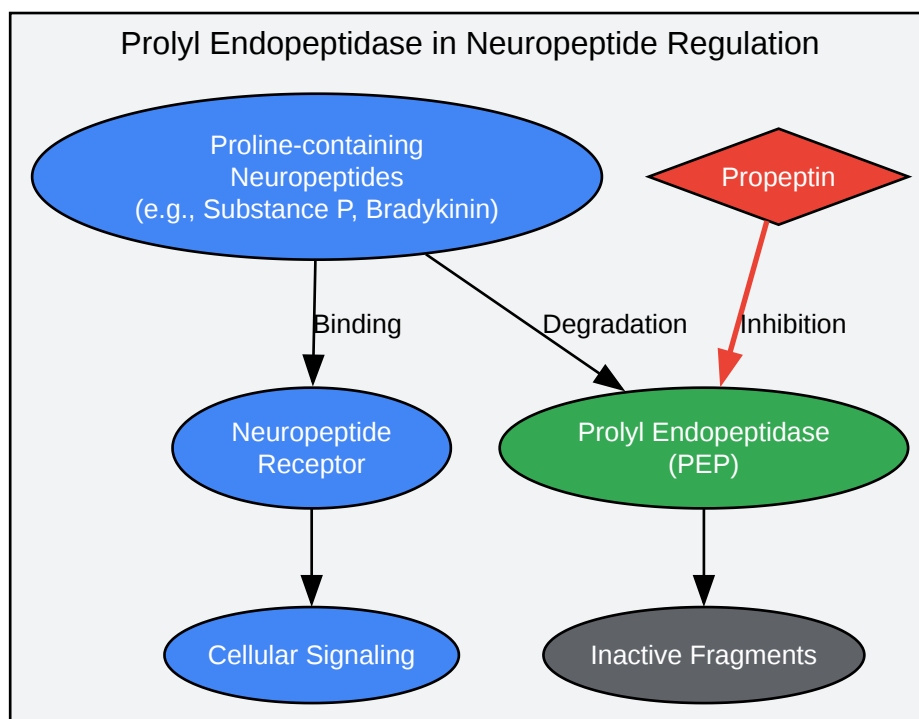 Prolyl Endopeptidase in Neuropeptide Regulation
Proline-containing
Neuropeptides
(e.g., Substance P, Bradykinin)
Propeptin
Binding
Degradation
Inhibition
Neuropeptide
Receptor
Prolyl Endopeptidase
(PEP)
Cellular Signaling
Inactive Fragments